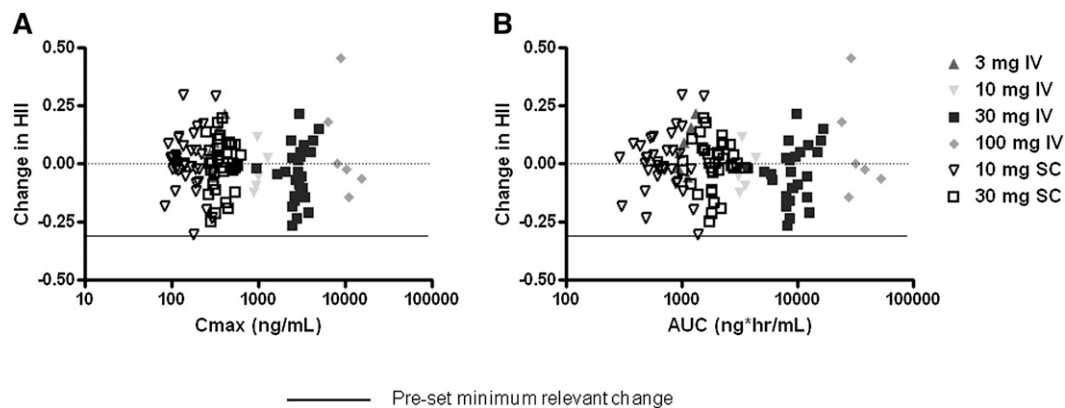 A
B
Change in HII
0.50
0.25
0.00
-0.25
-0.50
10
100
1000
10000
100000
Cmax (ng/mL)
Change in HII
0.50
0.25
0.00
-0.25
-0.50
100
1000
10000
100000
AUC (ng*hr/mL)
3 mg IV
10 mg IV
30 mg IV
100 mg IV
10 mg SC
30 mg SC
Pre-set minimum relevant change